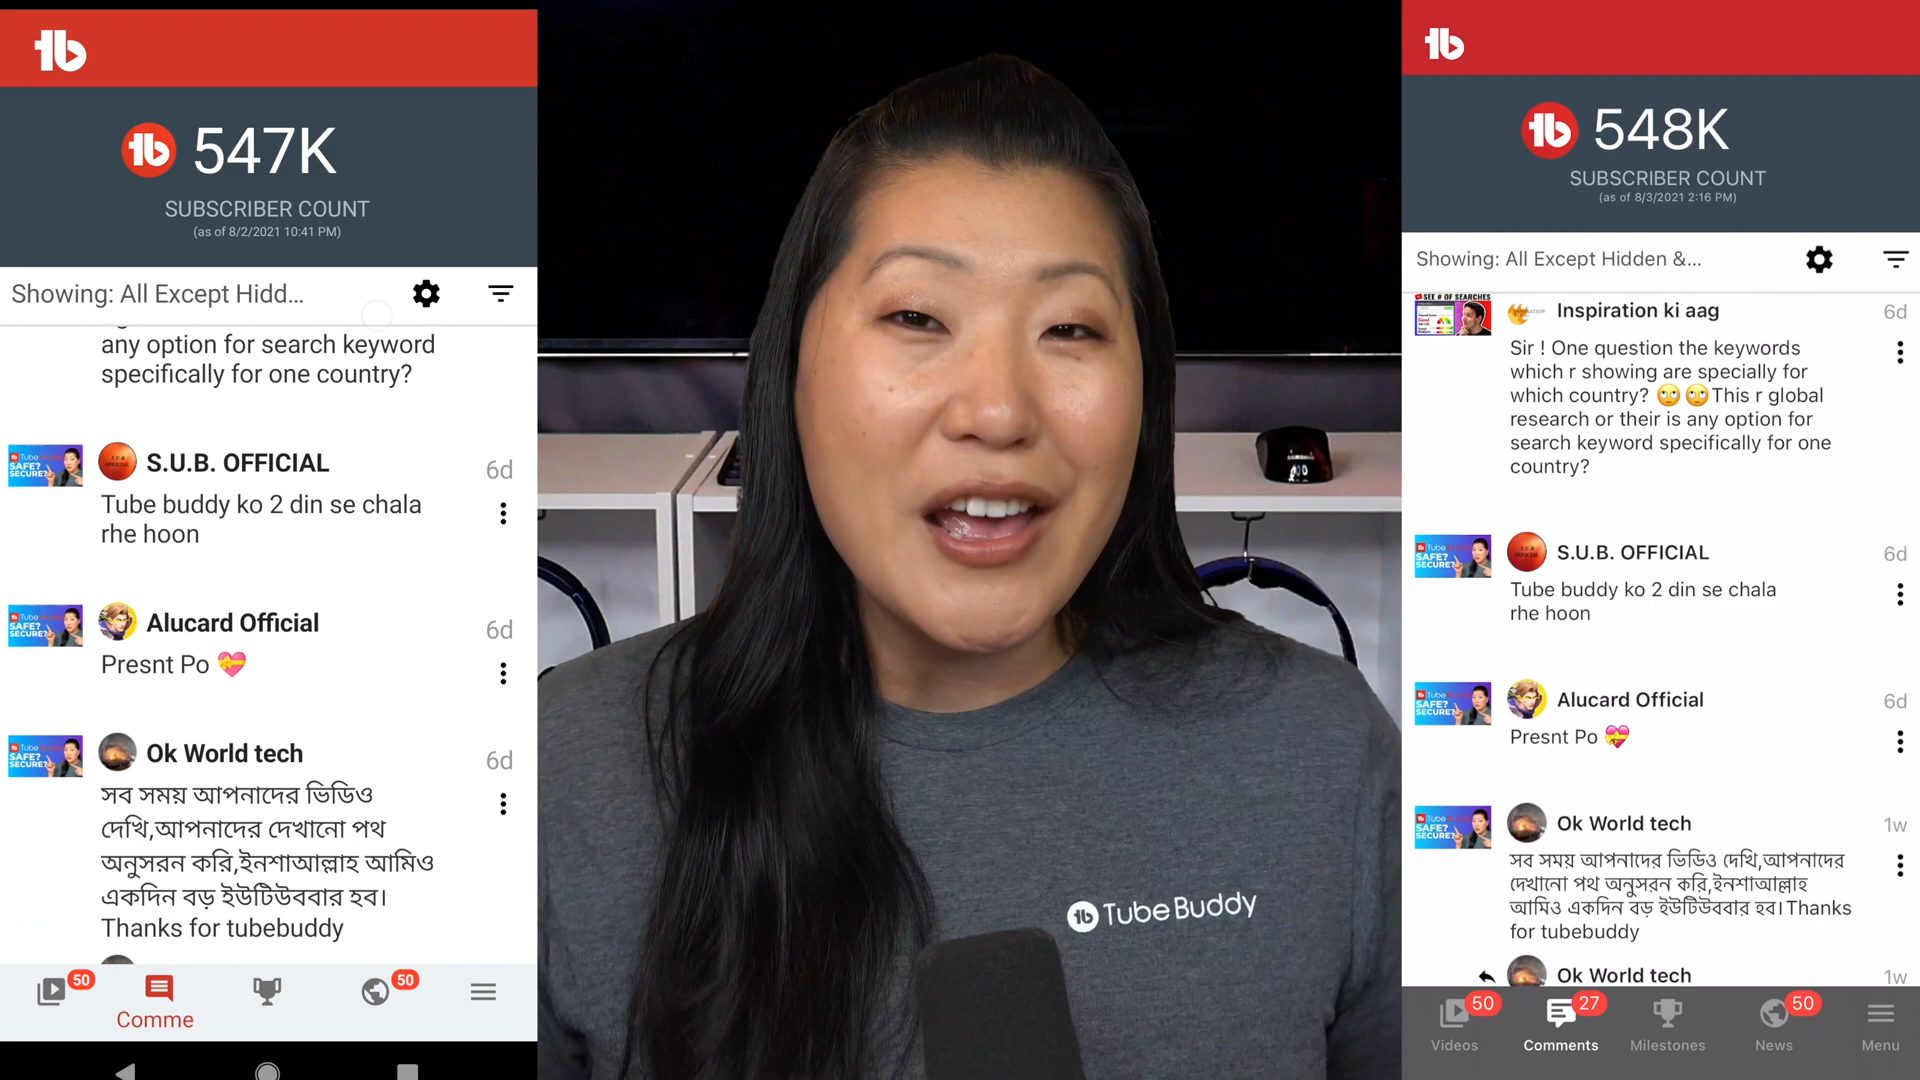 547K
SUBSCRIBER COUNT
(as of 8/2/2021 10:41 PM)
Showing: All Except Hidd...
any option for search keyword
specifically for one country?
S.U.B. OFFICIAL
6d
Tube buddy ko 2 din se chala
rhe hoon
Alucard Official
6d
Presnt Po 💝
Ok World tech
6d
সব সময় আপনাদের ভিডিও
দেখি,আপনাদের দেখানো পথ
অনুসরন করি,ইনশাআল্লাহ আমিও
একদিন বড় ইউটিউববার হব।
Thanks for tubebuddy
50
50
Comme
TubeBuddy
548K
SUBSCRIBER COUNT
(as of 8/3/2021 2:16 PM)
Showing: All Except Hidden &...
SEE # OF SEARCHES
Inspiration ki aag
6d
Sir ! One question the keywords
which r showing are specially for
which country? 🙄🙄This r global
research or their is any option for
search keyword specifically for one
country?
SAFE?
SECURE?
S.U.B. OFFICIAL
6d
Tube buddy ko 2 din se chala
rhe hoon
Alucard Official
6d
Presnt Po 💝
Ok World tech
1w
সব সময় আপনাদের ভিডিও দেখি,আপনাদের
দেখানো পথ অনুসরন করি,ইনশাআল্লাহ
আমিও একদিন বড় ইউটিউববার হব।Thanks
for tubebuddy
Ok World tech
1w
50
27
50
Videos
Comments
Milestones
News
Menu